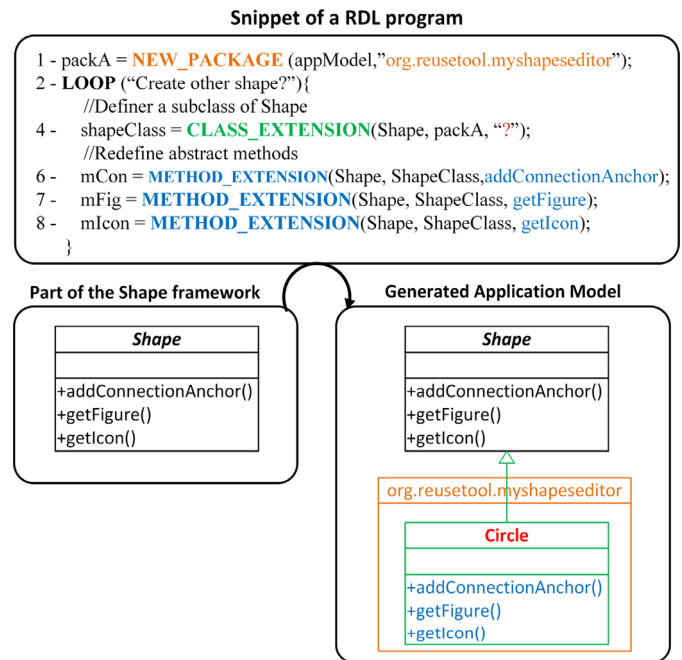 Snippet of a RDL program
1 - packA = NEW_PACKAGE (appModel,”org.reusetool.myshapeseditor”);
2 - LOOP (“Create other shape?”){
//Definer a subclass of Shape
4 - shapeClass = CLASS_EXTENSION(Shape, packA, “?”);
//Redefine abstract methods
6 - mCon = METHOD_EXTENSION(Shape, ShapeClass,addConnectionAnchor);
7 - mFig = METHOD_EXTENSION(Shape, ShapeClass, getFigure);
8 - mIcon = METHOD_EXTENSION(Shape, ShapeClass, getIcon);
}
Part of the Shape framework
Shape
+addConnectionAnchor()
+getFigure()
+getIcon()
Generated Application Model
Shape
+addConnectionAnchor()
+getFigure()
+getIcon()
org.reusetool.myshapeseditor
Circle
+addConnectionAnchor()
+getFigure()
+getIcon()